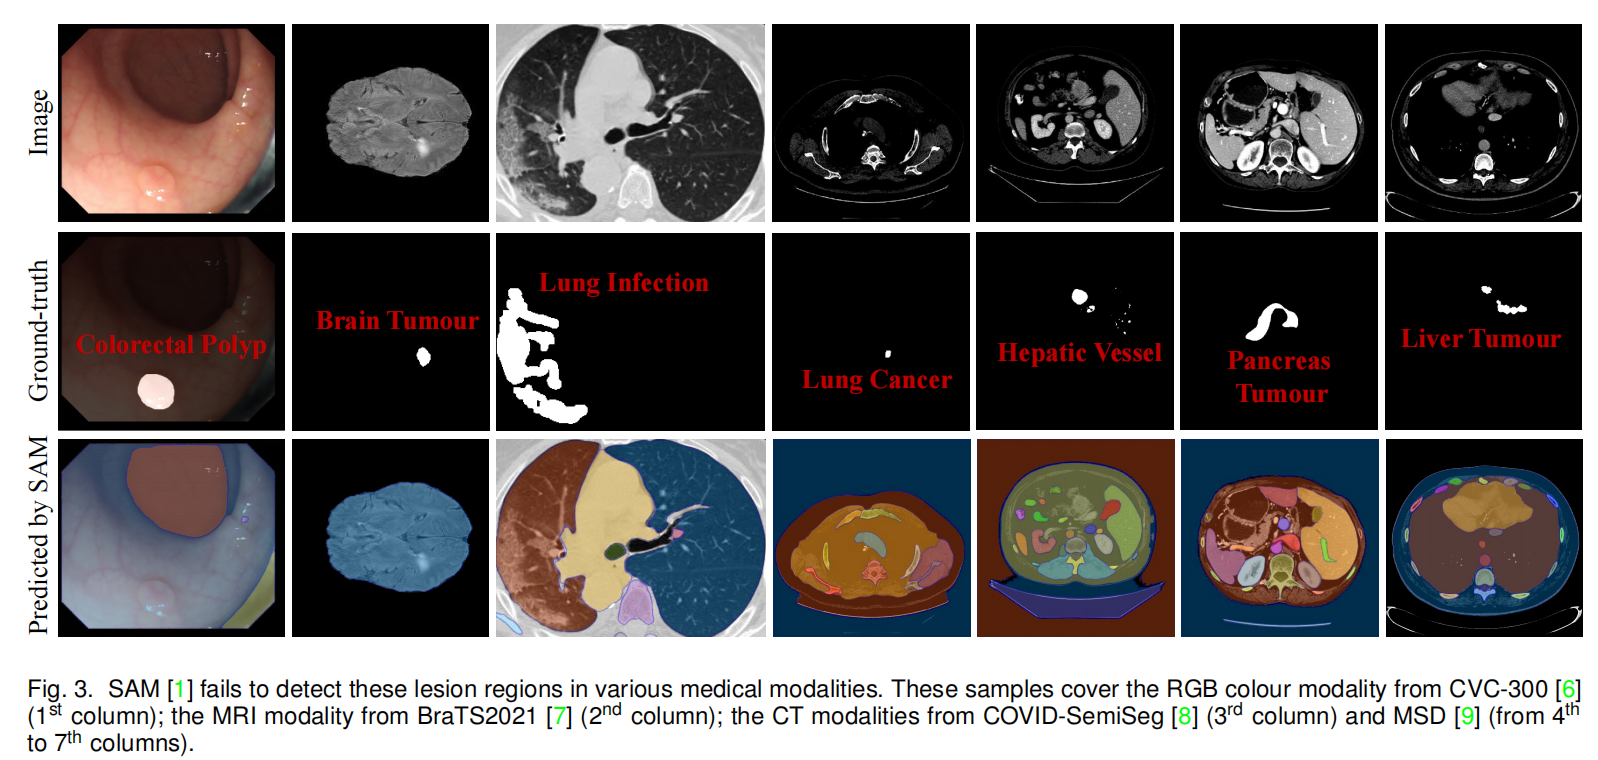 Image
Ground-truth
Predicted by SAM
Colorectal Polyp
Brain Tumour
Lung Infection
Lung Cancer
Hepatic Vessel
Pancreas
Tumour
Liver Tumour
Fig. 3. SAM [1] fails to detect these lesion regions in various medical modalities. These samples cover the RGB colour modality from CVC-300 [6]
(1st column); the MRI modality from BraTS2021 [7] (2nd column); the CT modalities from COVID-SemiSeg [8] (3rd column) and MSD [9] (from 4th
to 7th columns).